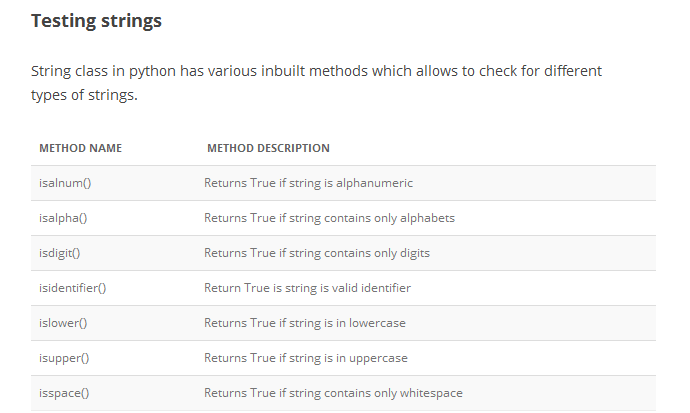 Testing strings
String class in python has various inbuilt methods which allows to check for different
types of strings.
METHOD NAME METHOD DESCRIPTION
isalnum() Returns True if string is alphanumeric
isalpha() Returns True if string contains only alphabets
isdigit() Returns True if string contains only digits
isidentifier() Return True is string is valid identifier
islower() Returns True if string is in lowercase
isupper() Returns True if string is in uppercase
isspace() Returns True if string contains only whitespace